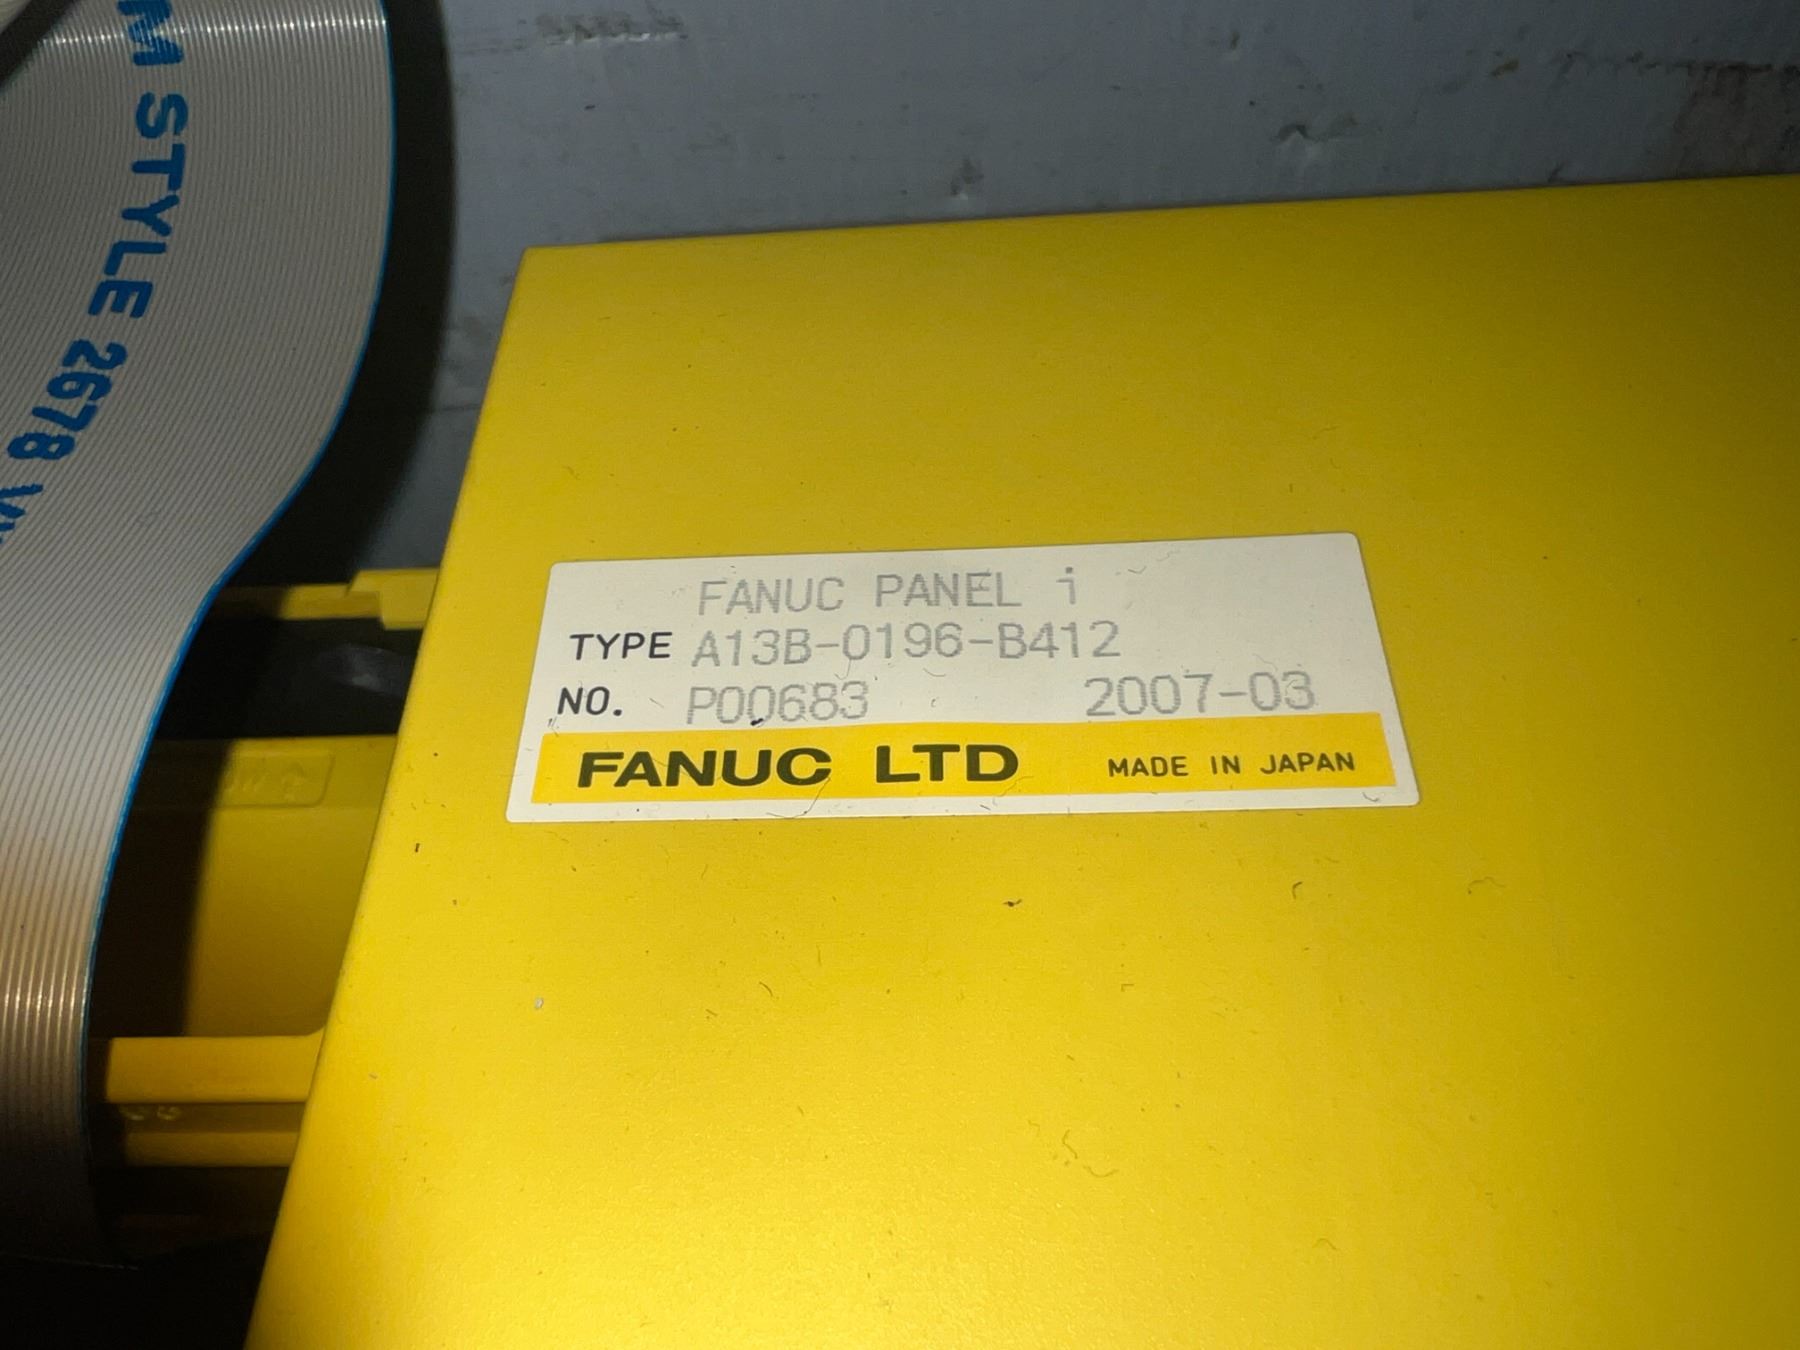 M STYLE 2678 V
FANUC PANEL i
TYPE A13B-0196-B412
NO. P00683 2007-03
FANUC LTD MADE IN JAPAN